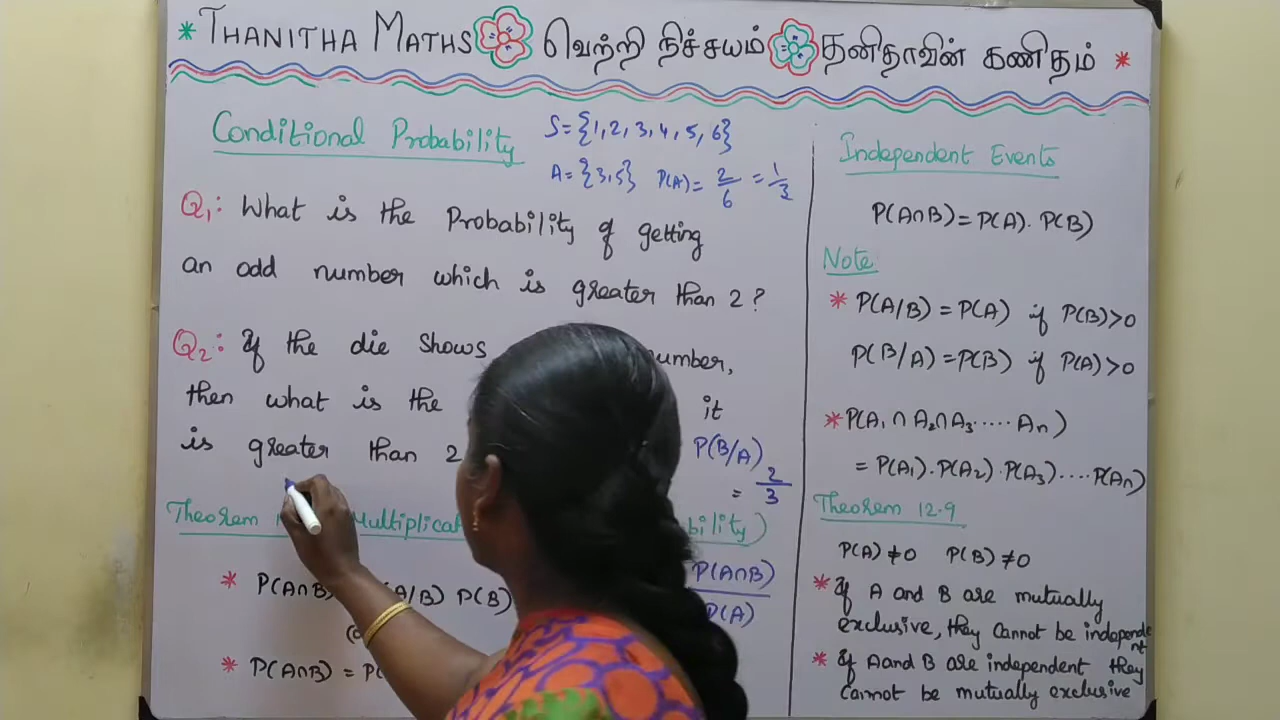 * THANITHA MATHS வெற்றி நிச்சயம் தனிதாவின் கணிதம் *
Conditional Probability
S = {1, 2, 3, 4, 5, 6}
A = {3, 5} P(A) = 2/6 = 1/3
Q1: What is the Probability of getting
an odd number which is greater than 2?
Q2: If the die shows number,
then what is the it
is greater than 2
P(B/A)
= 2/3
Theorem
P(A∩B)
P(A)
* P(A∩B) A/B) P(B)
* P(A∩B) = P(
Independent Events
P(A∩B) = P(A). P(B)
Note:
* P(A/B) = P(A) if P(B)>0
P(B/A) = P(B) if P(A)>0
* P(A1 ∩ A2 ∩ A3 ..... An)
= P(A1). P(A2). P(A3). ... P(An)
Theorem 12.9
P(A) ≠ 0 P(B) ≠ 0
* If A and B are mutually
exclusive, they cannot be independent
* If A and B are independent they
cannot be mutually exclusive